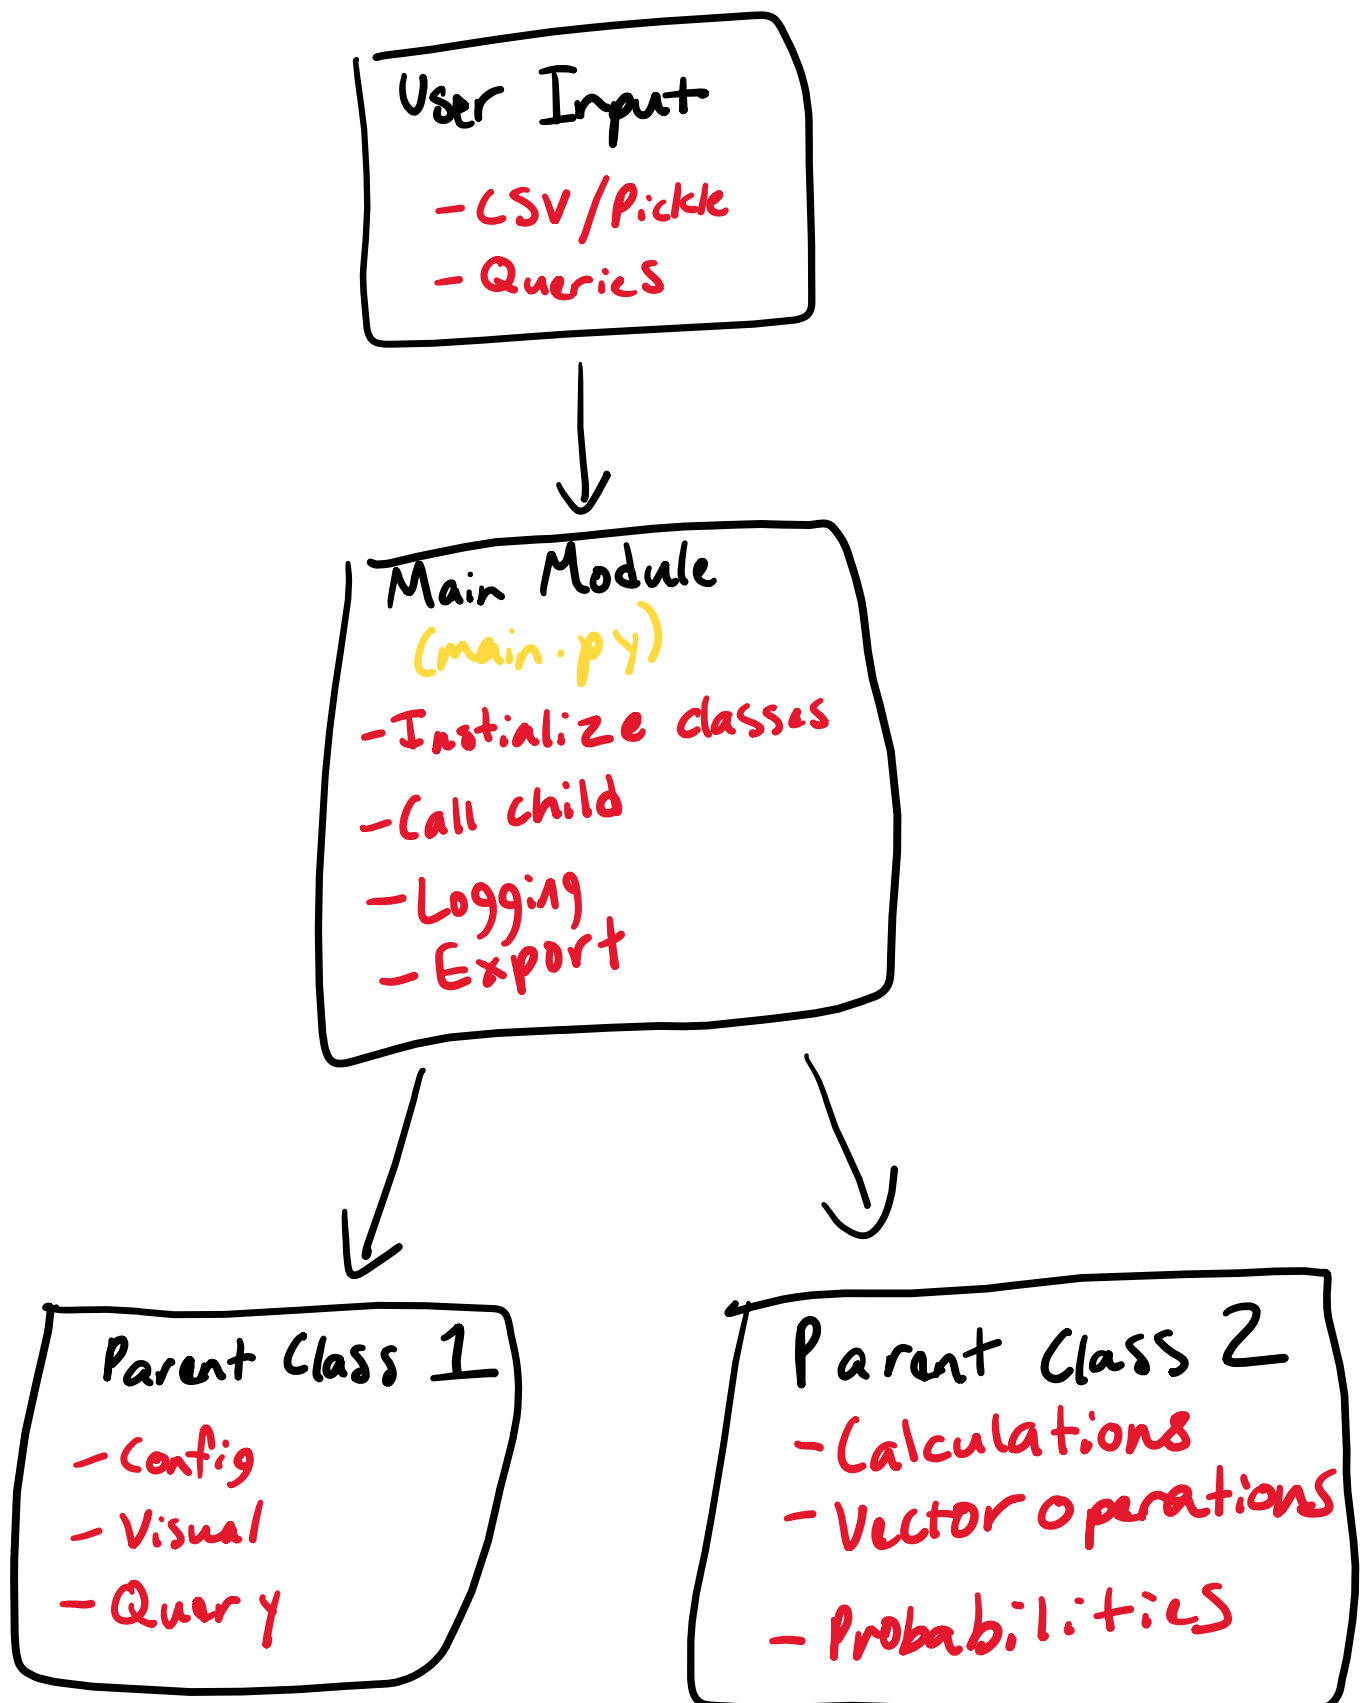 User Input
- CSV/Pickle
- Queries
Main Module
(main.py)
- Instialize classes
- Call child
- Logging
- Export
Parent Class 1
- Config
- Visual
- Query
Parent Class 2
- Calculations
- Vector operations
- Probabilities